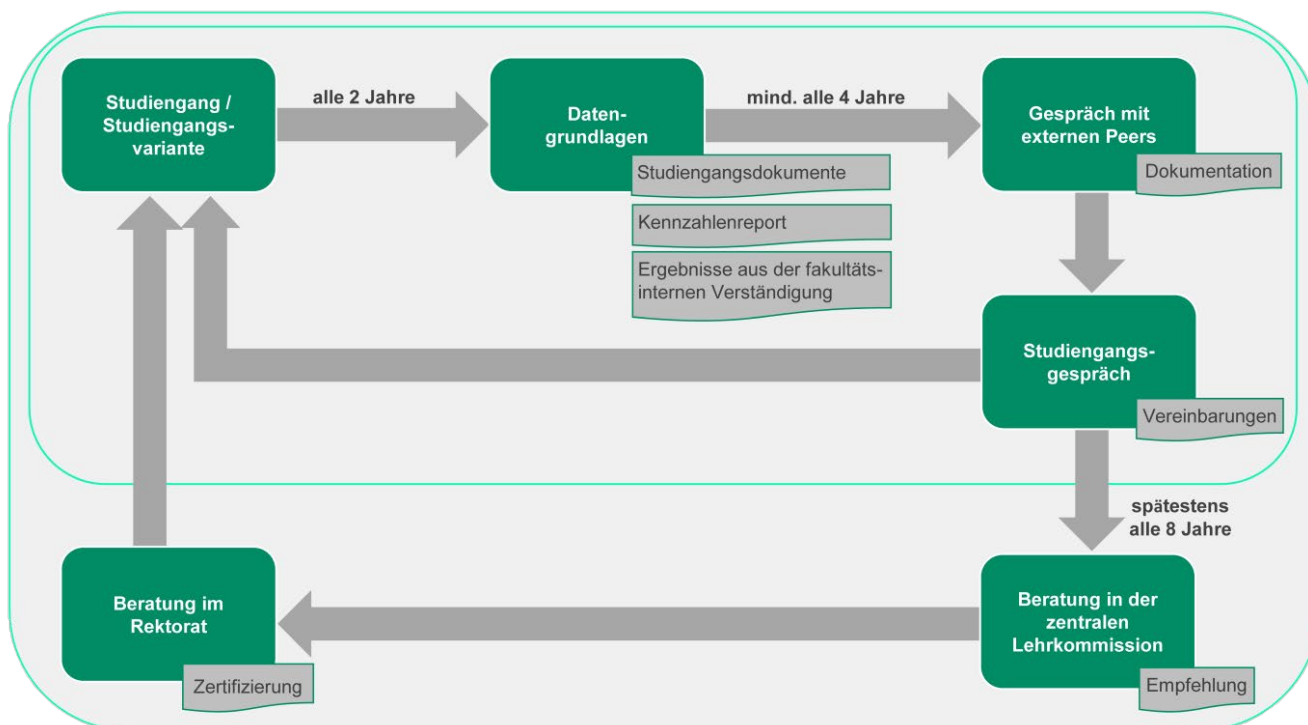 Studiengang /
Studiengangs-
variante
alle 2 Jahre
Daten-
grundlagen
Studiengangsdokumente
Kennzahlenreport
Ergebnisse aus der fakultäts-
internen Verständigung
mind. alle 4 Jahre
Gespräch mit
externen Peers
Dokumentation
Studiengangs-
gespräch
Vereinbarungen
spätestens
alle 8 Jahre
Beratung in der
zentralen
Lehrkommission
Empfehlung
Beratung im
Rektorat
Zertifizierung